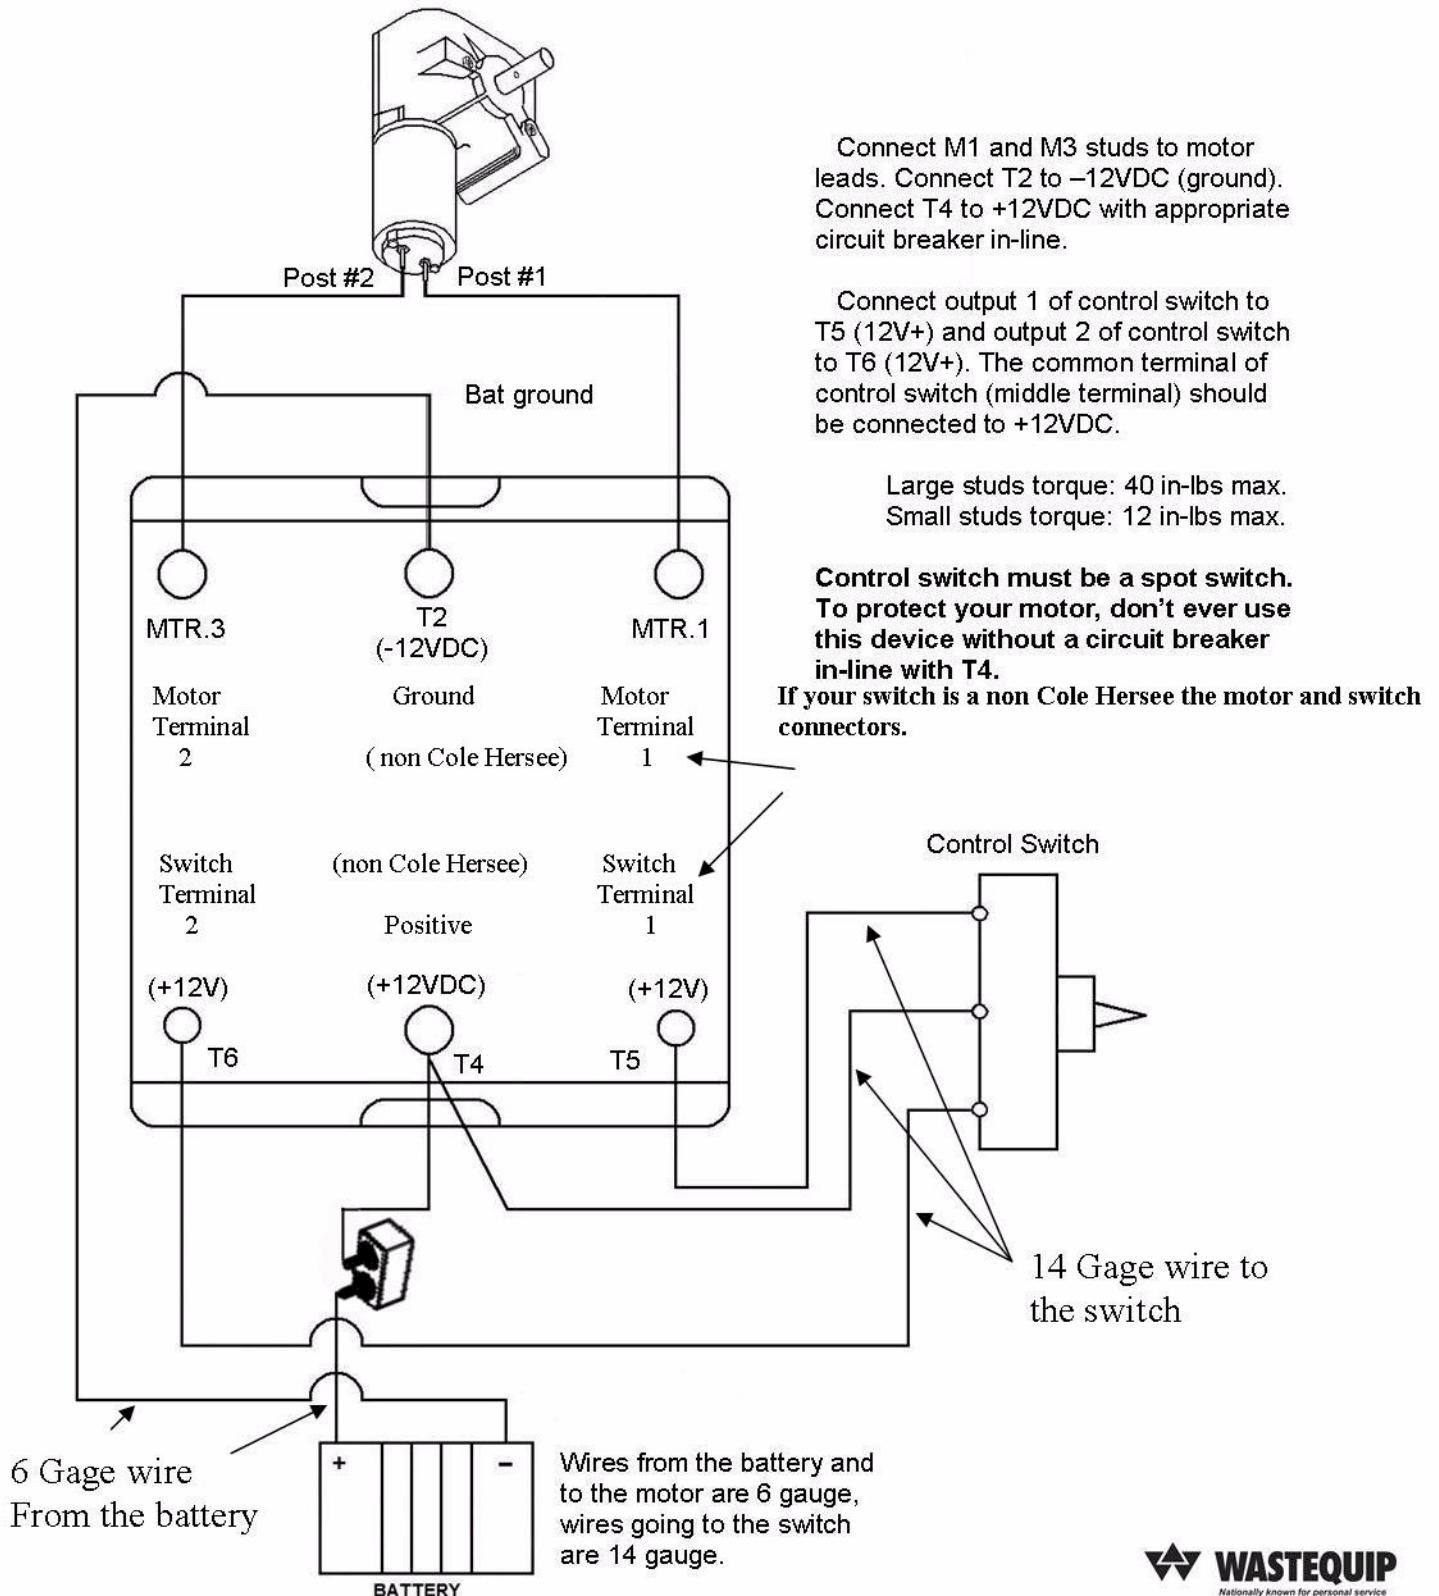 Connect M1 and M3 studs to motor
leads. Connect T2 to –12VDC (ground).
Connect T4 to +12VDC with appropriate
circuit breaker in-line.
Post #2
Post #1
Connect output 1 of control switch to
T5 (12V+) and output 2 of control switch
to T6 (12V+). The common terminal of
control switch (middle terminal) should
be connected to +12VDC.
Bat ground
Large studs torque: 40 in-lbs max.
Small studs torque: 12 in-lbs max.
Control switch must be a spot switch.
To protect your motor, don't ever use
this device without a circuit breaker
in-line with T4.
If your switch is a non Cole Hersee the motor and switch
connectors.
MTR.3
T2
(-12VDC)
MTR.1
Motor
Terminal
2
Ground
( non Cole Hersee)
Motor
Terminal
1
Switch
Terminal
2
(non Cole Hersee)
Positive
Switch
Terminal
1
Control Switch
(+12V)
(+12VDC)
(+12V)
T6
T4
T5
14 Gage wire to
the switch
6 Gage wire
From the battery
+
–
BATTERY
Wires from the battery and
to the motor are 6 gauge,
wires going to the switch
are 14 gauge.
WASTEQUIP
Nationally known for personal service